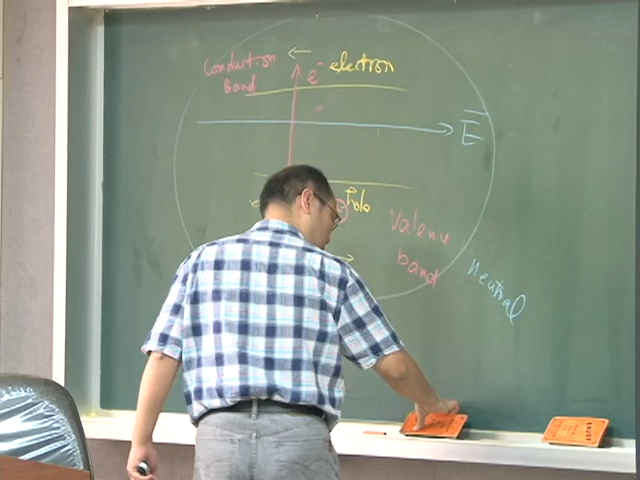 Conduction
Band
e⁻ electron
E
hole
Valence
band
neutral